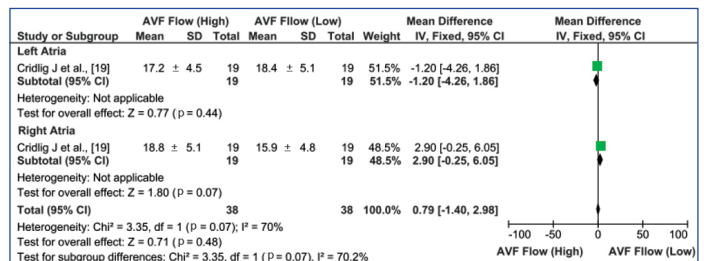 AVF Flow (High) AVF Fllow (Low) Mean Difference Mean Difference
Study or Subgroup Mean SD Total Mean SD Total Weight IV, Fixed, 95% CI IV, Fixed, 95% CI
Left Atria
Cridlig J et al., [19] 17.2 ± 4.5 19 18.4 ± 5.1 19 51.5% -1.20 [-4.26, 1.86]
Subtotal (95% CI) 19 19 51.5% -1.20 [-4.26, 1.86]
Heterogeneity: Not applicable
Test for overall effect: Z = 0.77 (p = 0.44)
Right Atria
Cridlig J et al., [19] 18.8 ± 5.1 19 15.9 ± 4.8 19 48.5% 2.90 [-0.25, 6.05]
Subtotal (95% CI) 19 19 48.5% 2.90 [-0.25, 6.05]
Heterogeneity: Not applicable
Test for overall effect: Z = 1.80 (p = 0.07)
Total (95% CI) 38 38 100.0% 0.79 [-1.40, 2.98]
Heterogeneity: Chi² = 3.35, df = 1 (p = 0.07); I² = 70%
Test for overall effect: Z = 0.71 (p = 0.48)
Test for subgroup differences: Chi² = 3.35, df = 1 (p = 0.07), I² = 70.2%
-100 -50 0 50 100
AVF Flow (High) AVF Fllow (Low)